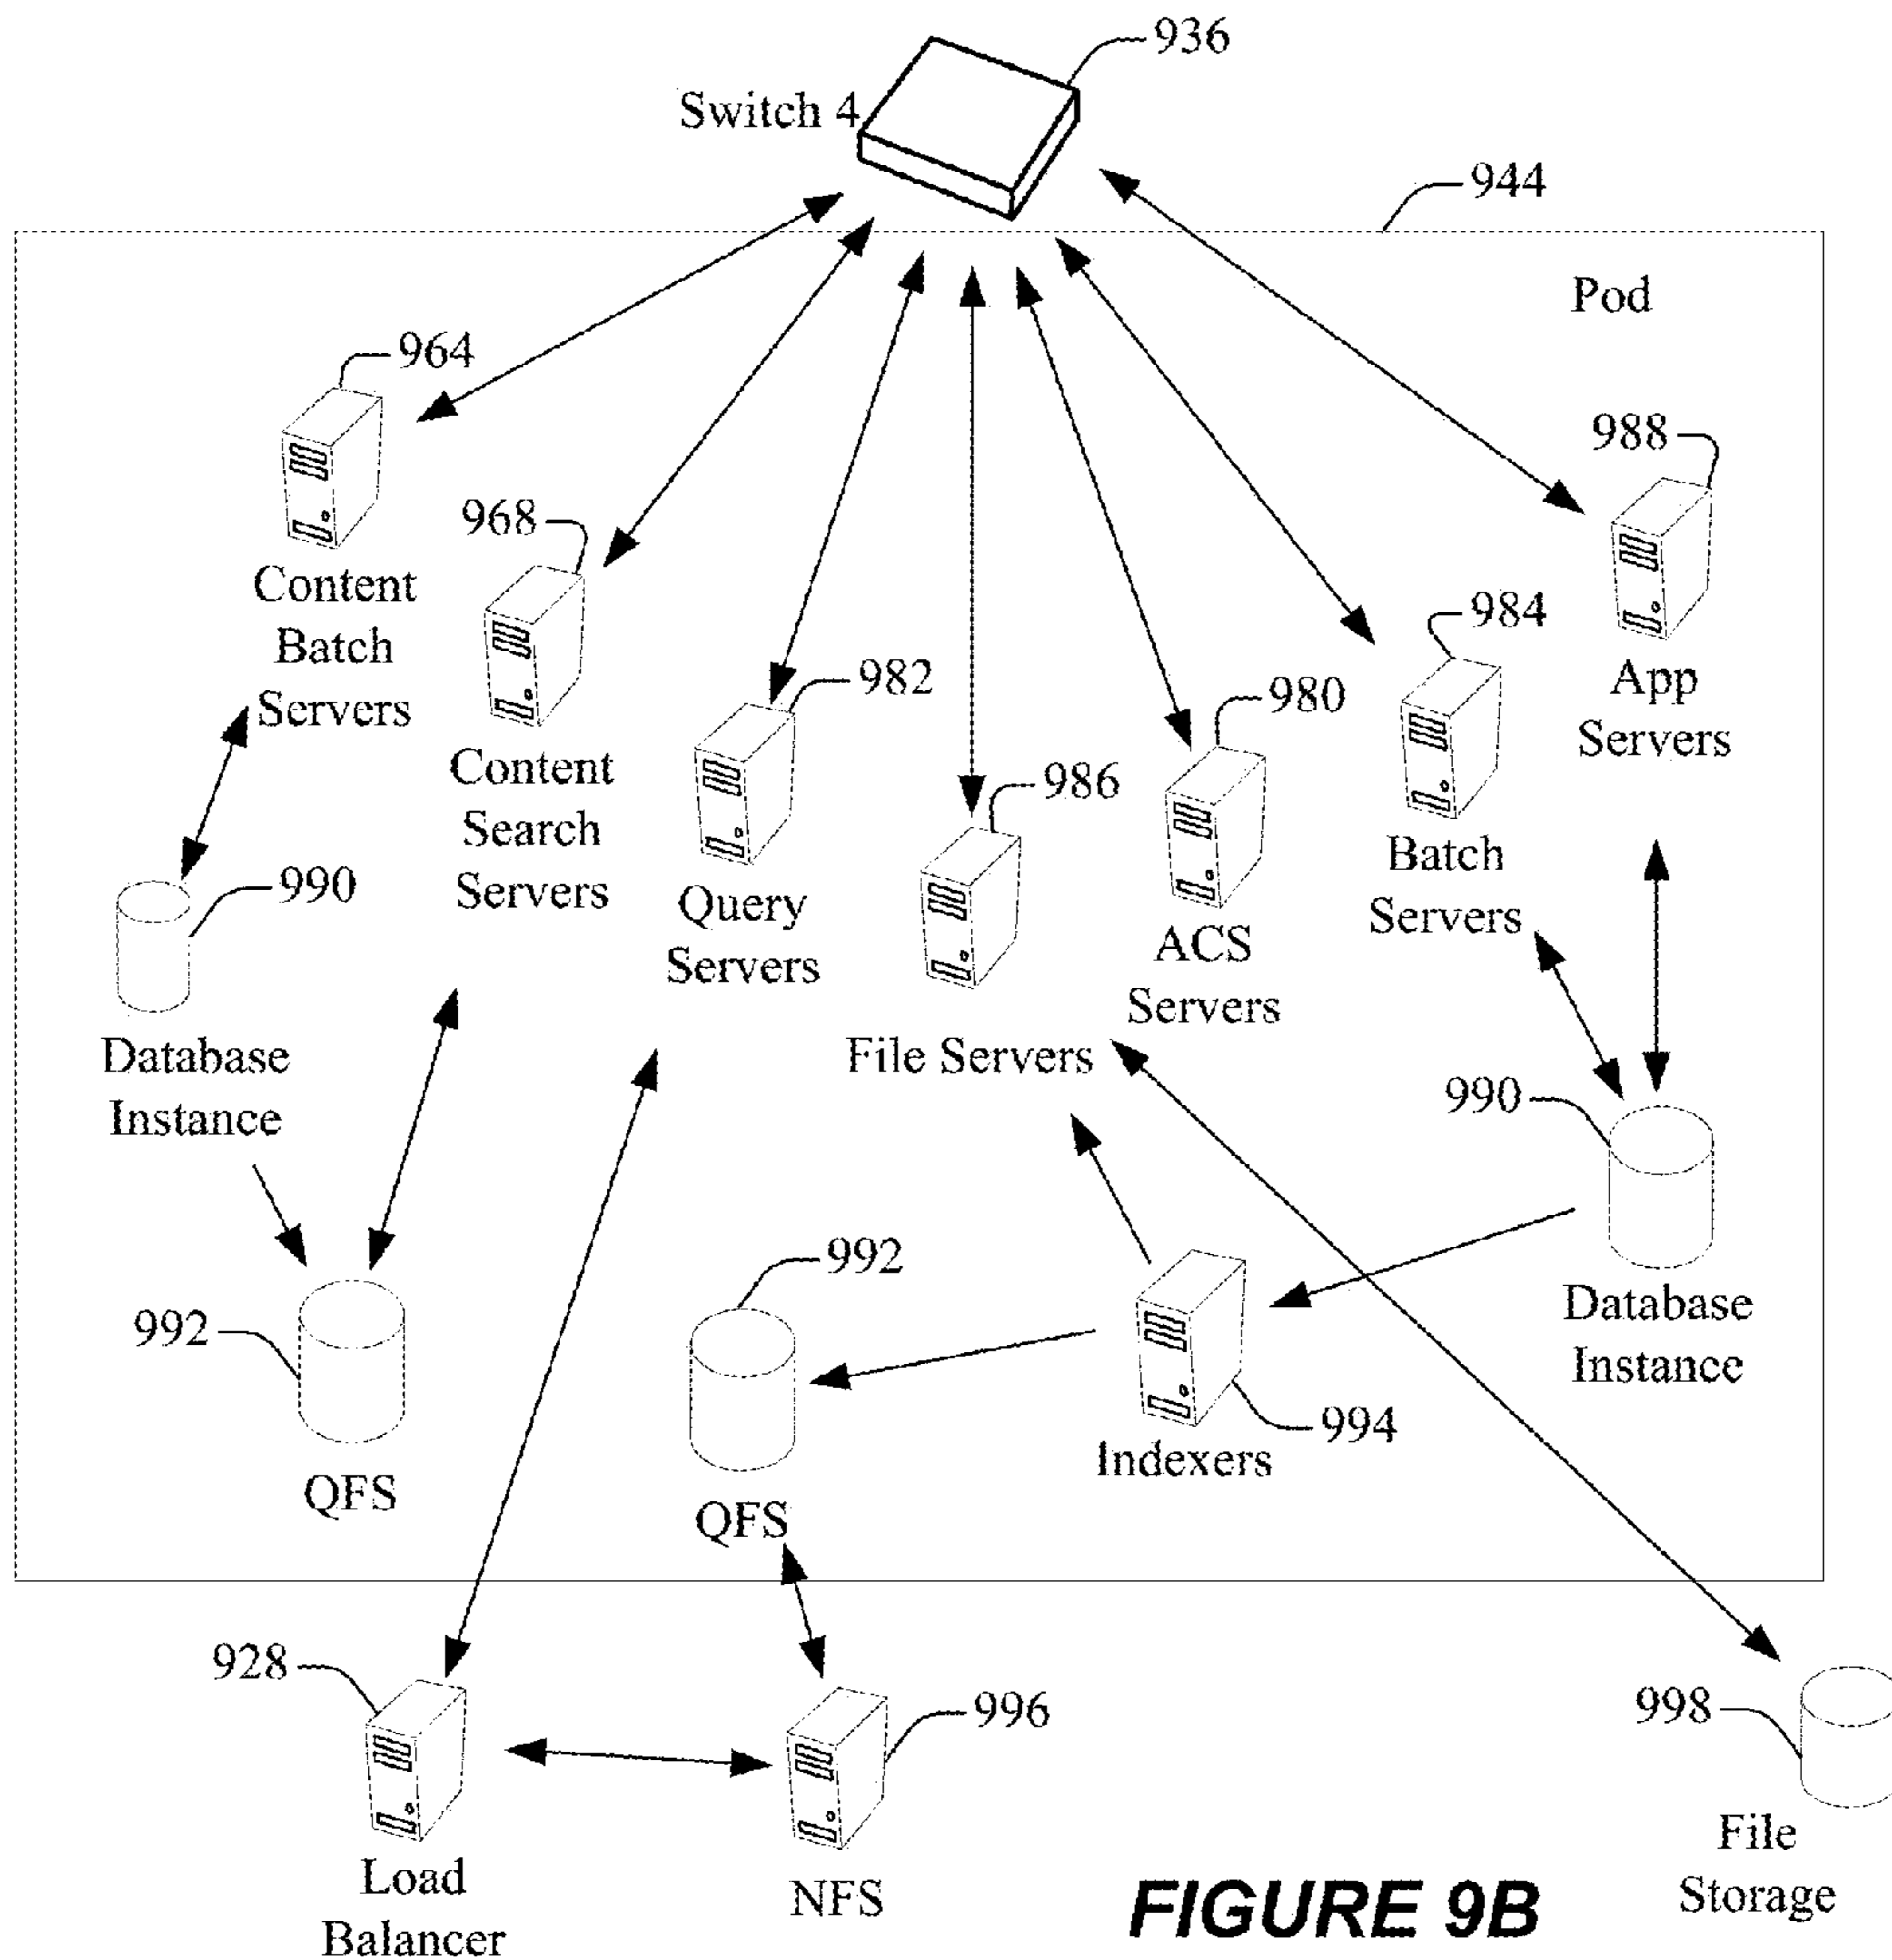 936
Switch 4
944
Pod
964
988
968
Content
Batch
Servers
984
982
980
App
Servers
Content
Search
Servers
986
990
Batch
Servers
Query
Servers
ACS
Servers
Database
Instance
File Servers
990
992
992
Database
Instance
994
Indexers
QFS
QFS
928
996
998
File
Storage
Load
Balancer
NFS
FIGURE 9B